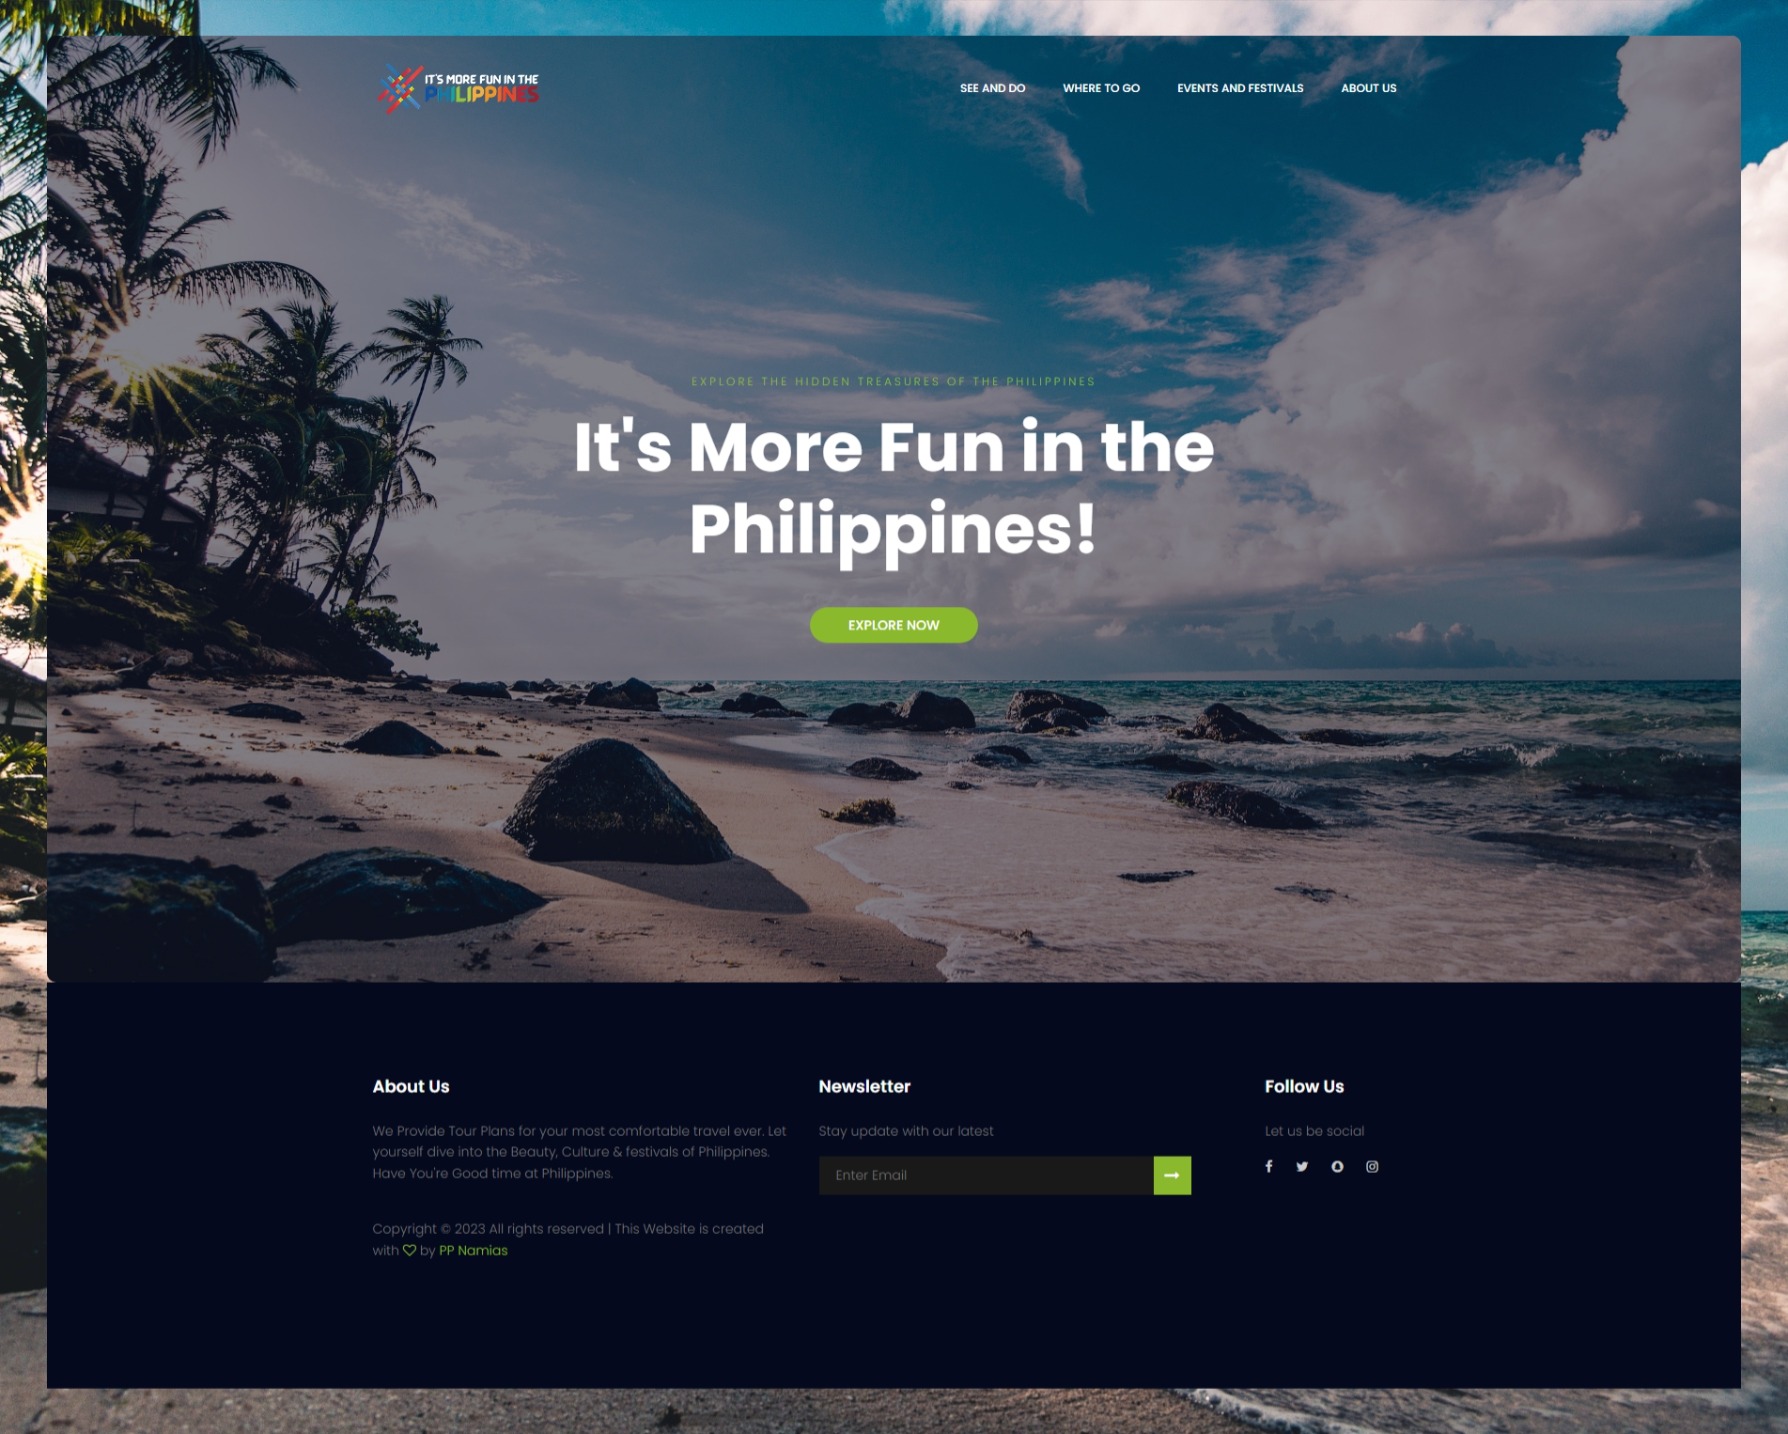 IT'S MORE FUN IN THE
PHILIPPINES
SEE AND DO
WHERE TO GO
EVENTS AND FESTIVALS
ABOUT US
EXPLORE THE HIDDEN TREASURES OF THE PHILIPPINES
It's More Fun in the
Philippines!
EXPLORE NOW
About Us
We Provide Tour Plans for your most comfortable travel ever. Let
yourself dive into the Beauty, Culture & festivals of Philippines.
Have You're Good time at Philippines.
Copyright © 2023 All rights reserved | This Website is created
with ♡ by PP Namias
Newsletter
Stay update with our latest
Enter Email
Follow Us
Let us be social